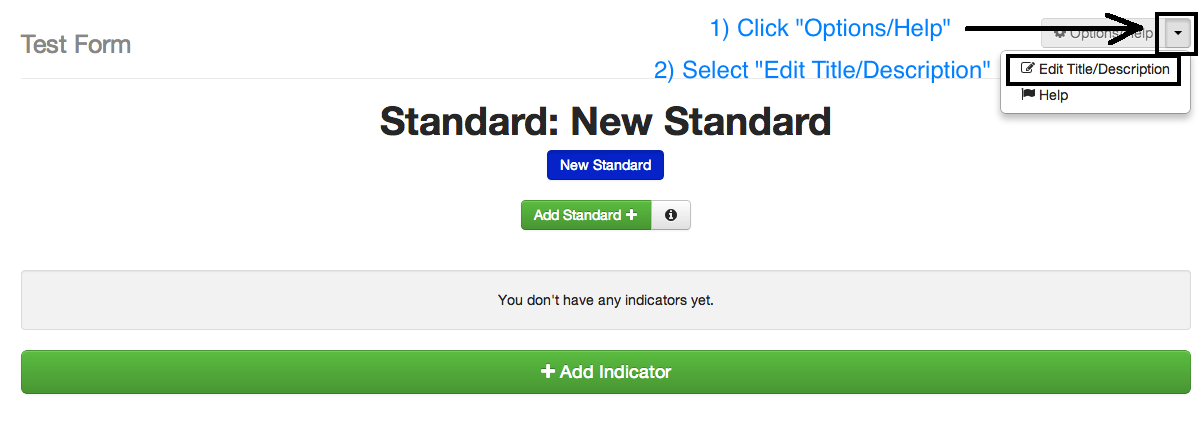 1) Click "Options/Help"
Options/Help
Test Form
2) Select "Edit Title/Description"
Edit Title/Description
Help
Standard: New Standard
New Standard
Add Standard +
You don't have any indicators yet.
+ Add Indicator